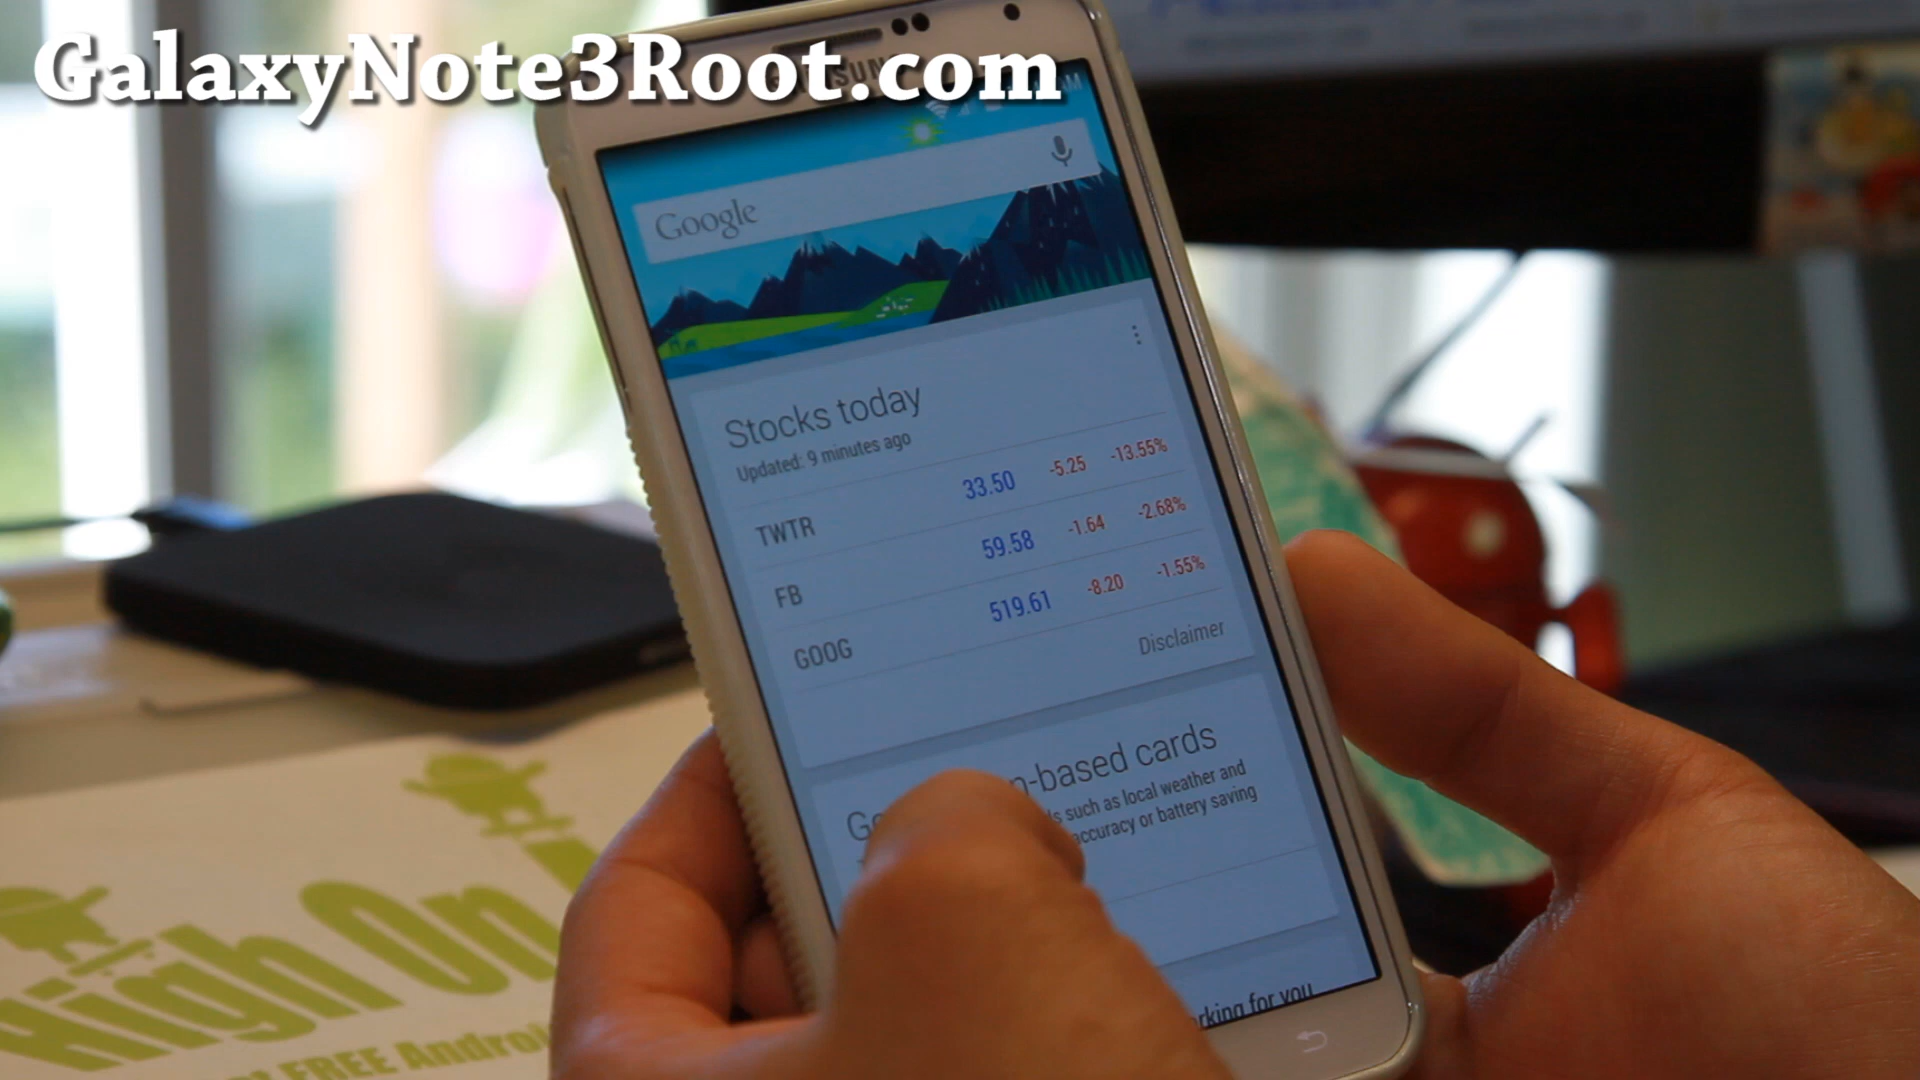 GalaxyNote3Root.com
SAMSUNG
AM
Google
Stocks today
Updated: 9 minutes ago
TWTR 33.50 -5.25 -13.55%
FB 59.58 -1.64 -2.68%
GOOG 519.61 -8.20 -1.55%
Disclaimer
-based cards
such as local weather and
accuracy or battery saving
for you
High On
FREE